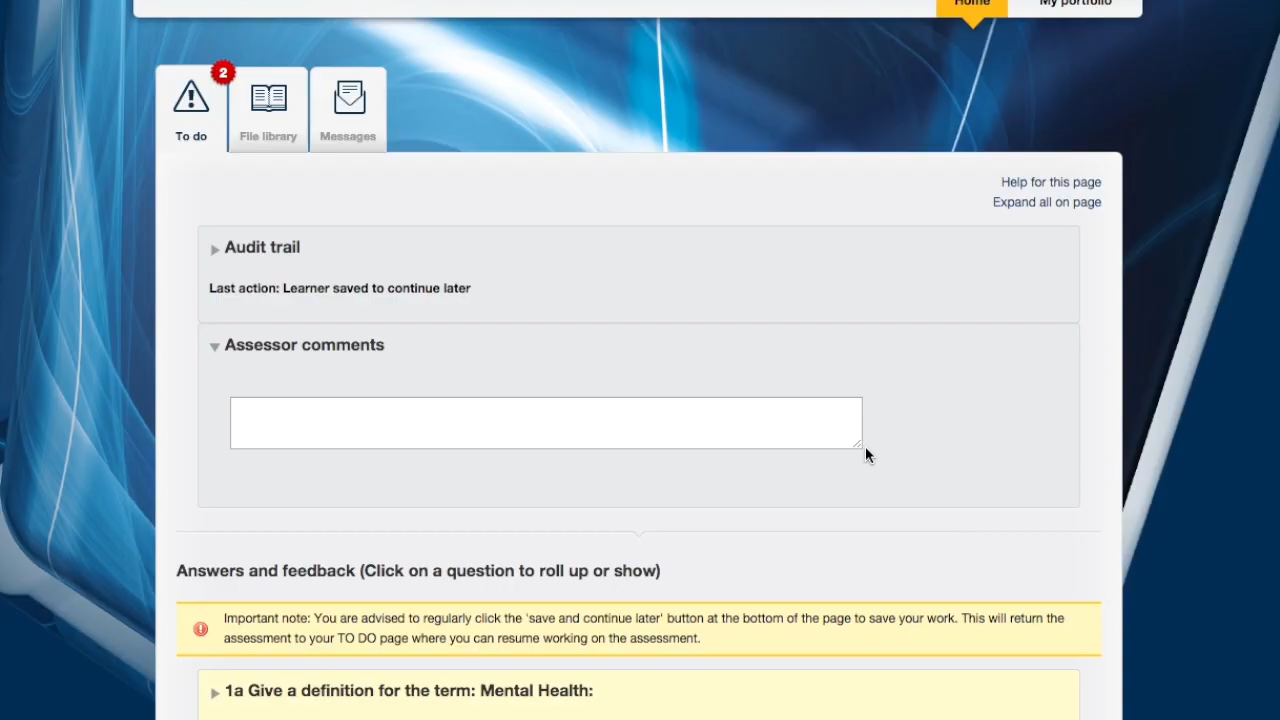 Home
My portfolio
2
To do
File library
Messages
Help for this page
Expand all on page
Audit trail
Last action: Learner saved to continue later
Assessor comments
Answers and feedback (Click on a question to roll up or show)
Important note: You are advised to regularly click the 'save and continue later' button at the bottom of the page to save your work. This will return the
assessment to your TO DO page where you can resume working on the assessment.
1a Give a definition for the term: Mental Health: